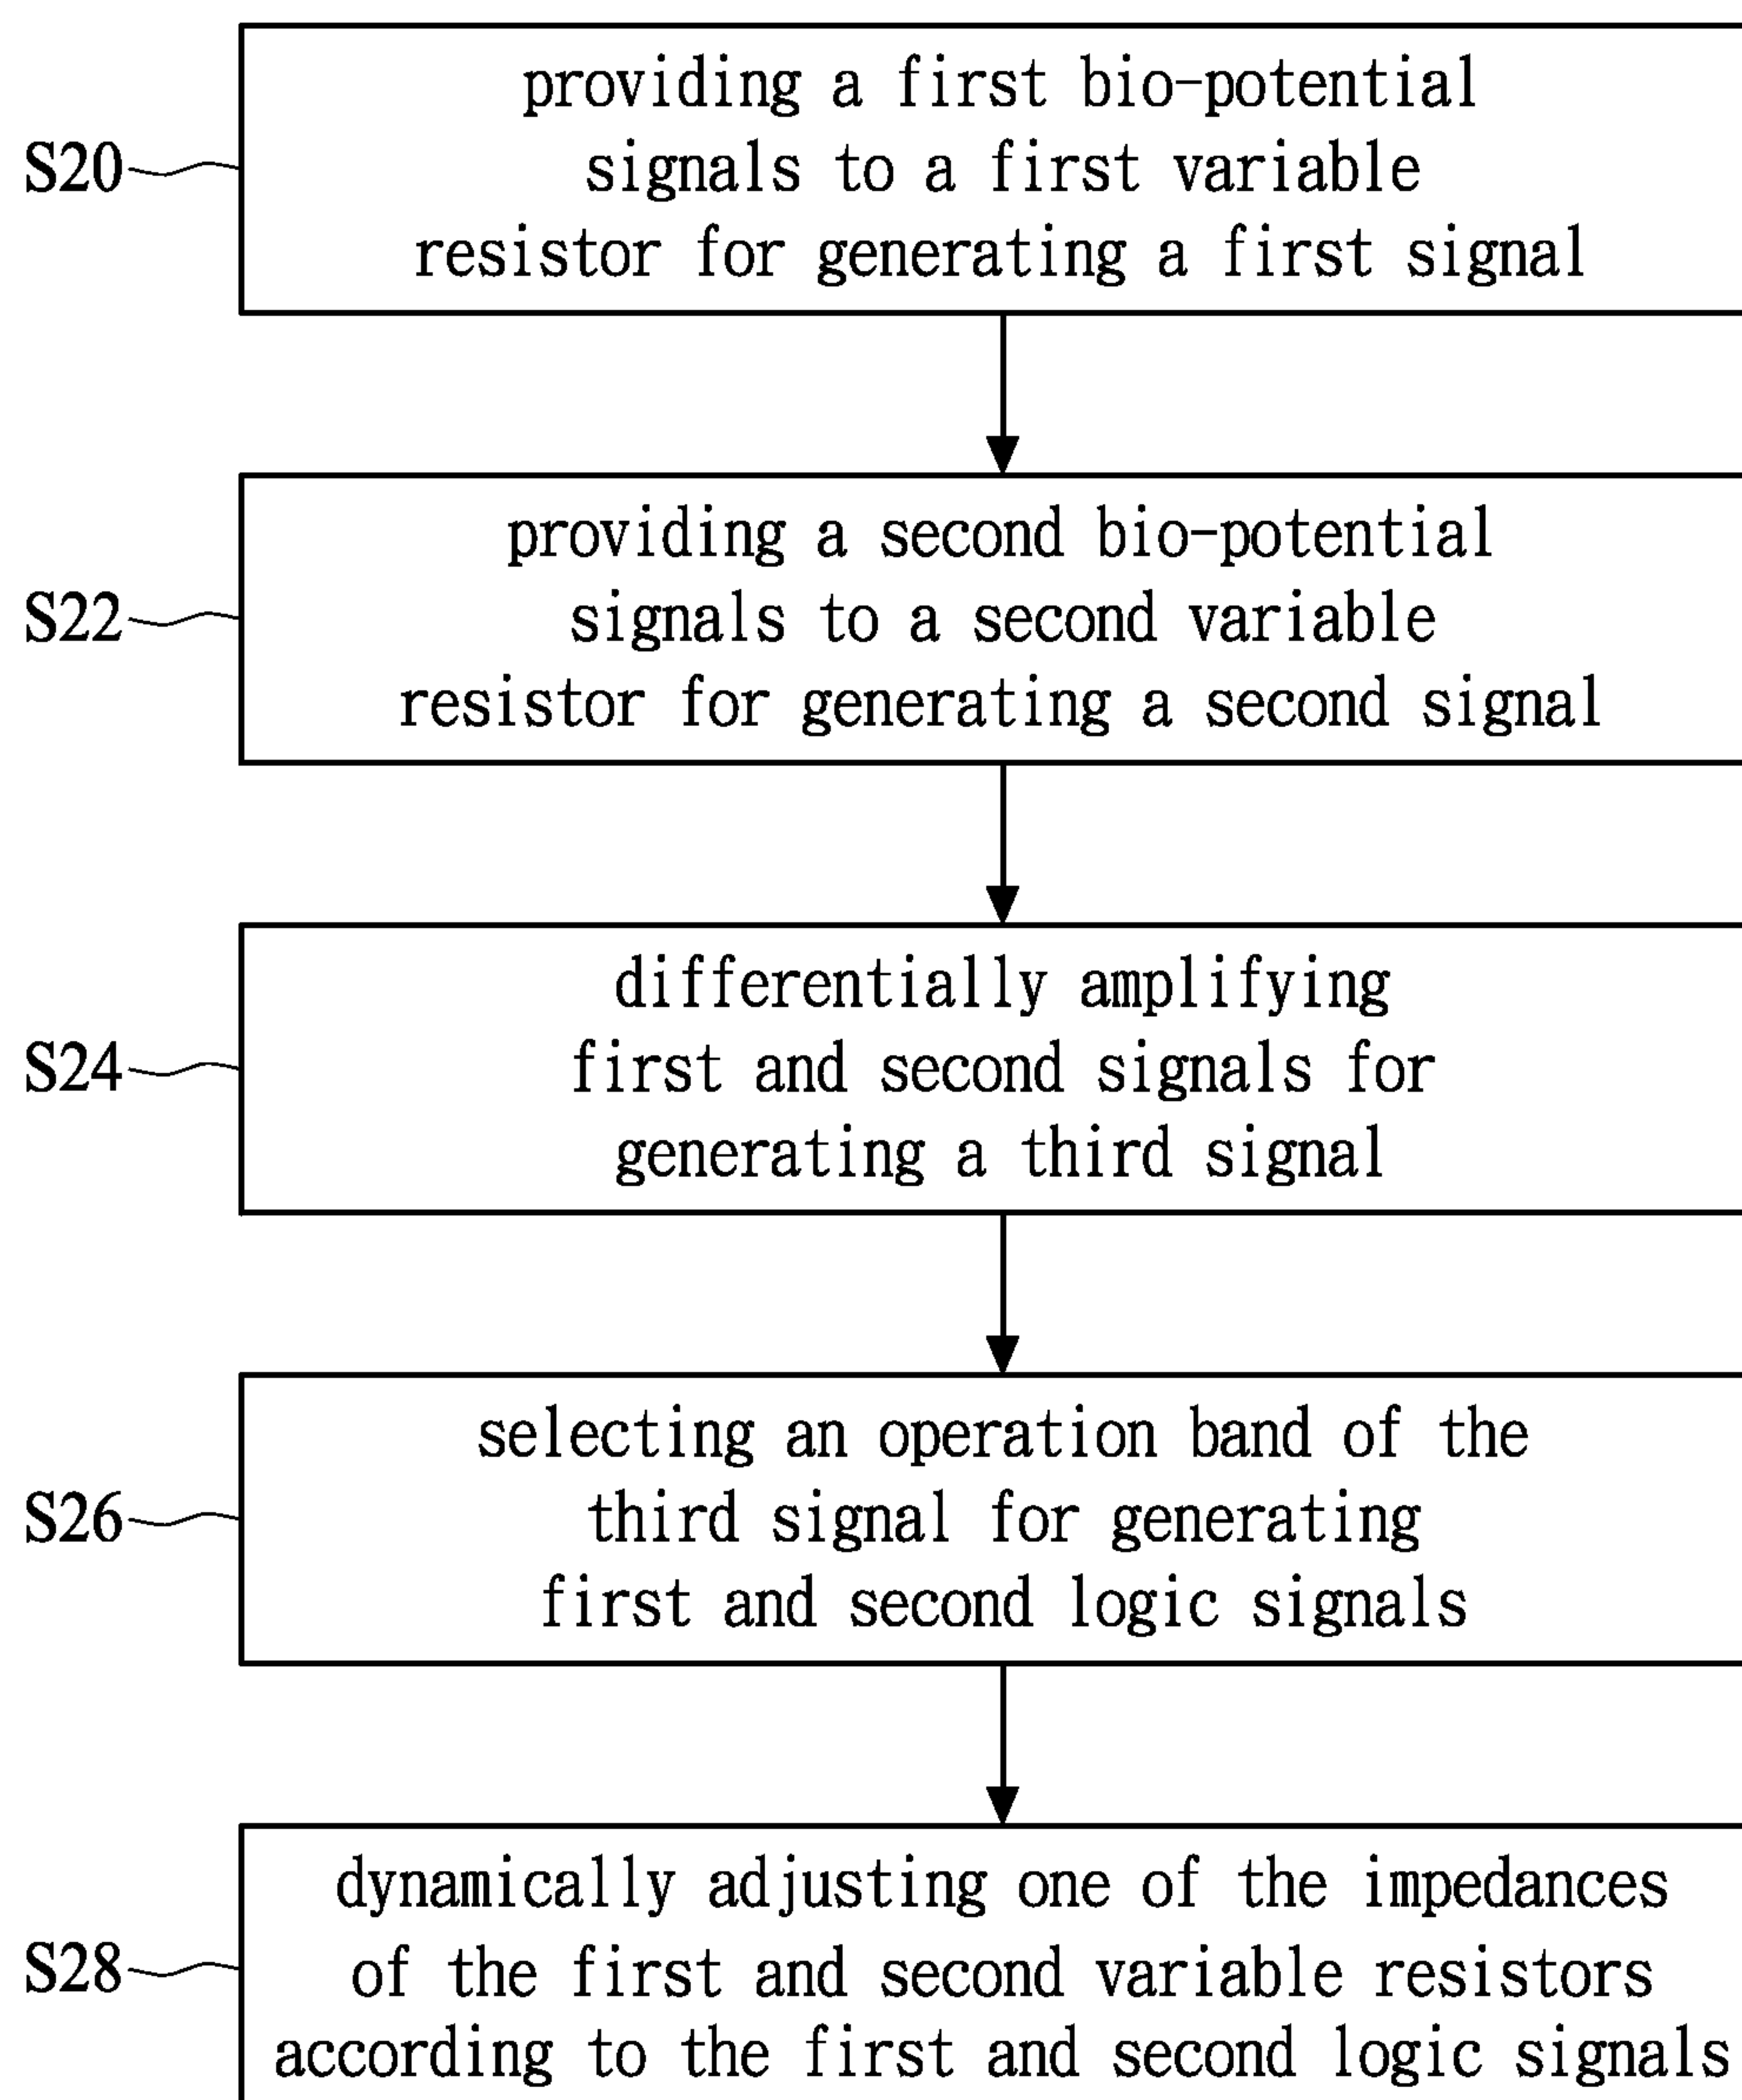 providing a first bio-potential
S20 signals to a first variable
resistor for generating a first signal
providing a second bio-potential
S22 signals to a second variable
resistor for generating a second signal
differentially amplifying
S24 first and second signals for
generating a third signal
selecting an operation band of the
S26 third signal for generating
first and second logic signals
dynamically adjusting one of the impedances
S28 of the first and second variable resistors
according to the first and second logic signals